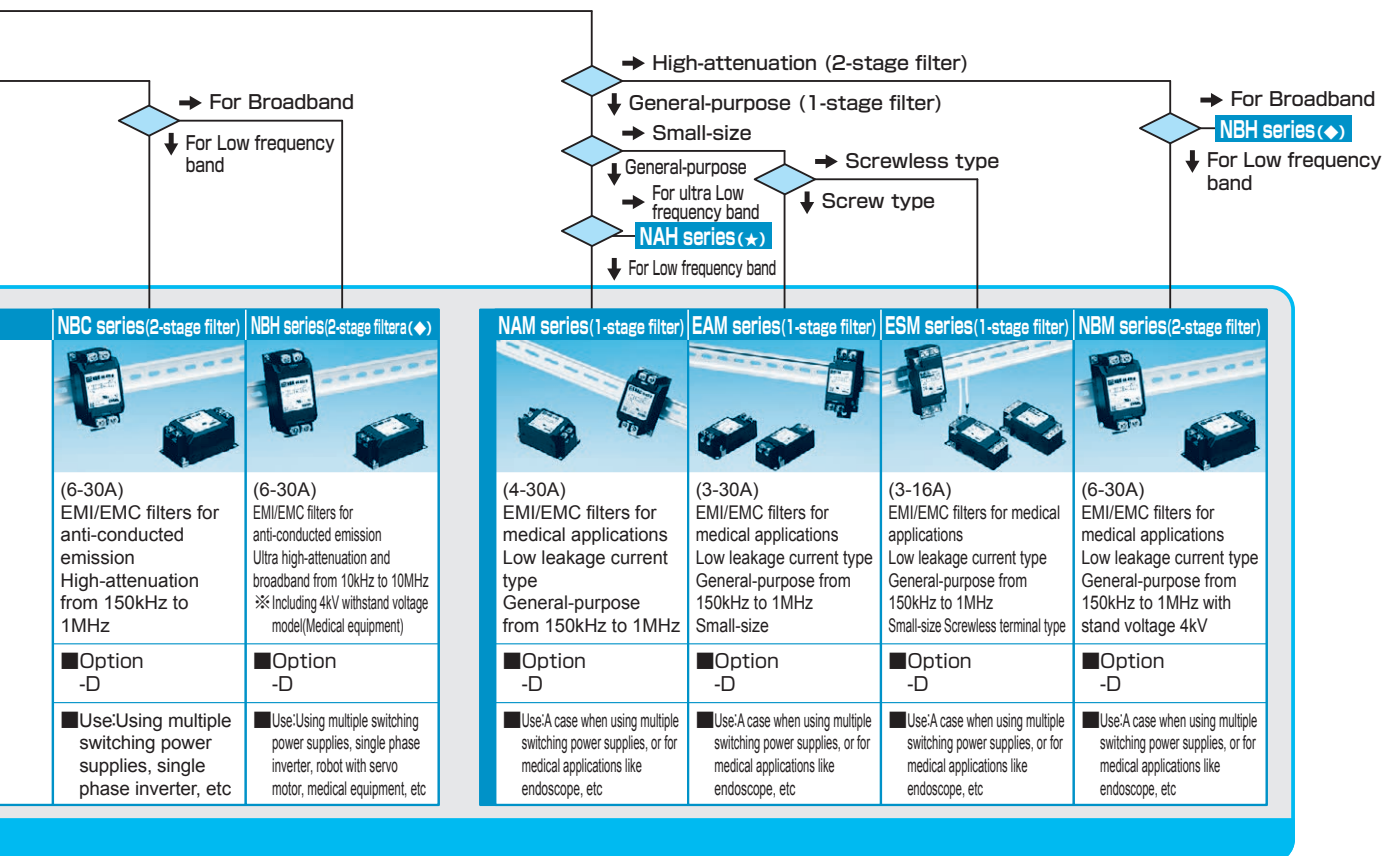 ➔ High-attenuation (2-stage filter)
➔ For Broadband
⬇ General-purpose (1-stage filter)
➔ For Broadband
NBH series(◆)
⬇ For Low frequency
band
➔ Small-size
⬇ For Low frequency
band
⬇ General-purpose
➔ Screwless type
➔ For ultra Low
frequency band
⬇ Screw type
NAH series(★)
⬇ For Low frequency band
NBC series(2-stage filter)
NBH series(2-stage filtera(◆)
NAM series(1-stage filter)
EAM series(1-stage filter)
ESM series(1-stage filter)
NBM series(2-stage filter)
(6-30A)
EMI/EMC filters for
anti-conducted
emission
High-attenuation
from 150kHz to
1MHz
(6-30A)
EMI/EMC filters for
anti-conducted emission
Ultra high-attenuation and
broadband from 10kHz to 10MHz
※Including 4kV withstand voltage
model(Medical equipment)
(4-30A)
EMI/EMC filters for
medical applications
Low leakage current
type
General-purpose
from 150kHz to 1MHz
(3-30A)
EMI/EMC filters for
medical applications
Low leakage current type
General-purpose from
150kHz to 1MHz
Small-size
(3-16A)
EMI/EMC filters for medical
applications
Low leakage current type
General-purpose from
150kHz to 1MHz
Small-size Screwless terminal type
(6-30A)
EMI/EMC filters for
medical applications
Low leakage current type
General-purpose from
150kHz to 1MHz with
stand voltage 4kV
■Option
-D
■Option
-D
■Option
-D
■Option
-D
■Option
-D
■Option
-D
■Use:Using multiple
switching power
supplies, single
phase inverter, etc
■Use:Using multiple switching
power supplies, single phase
inverter, robot with servo
motor, medical equipment, etc
■Use:A case when using multiple
switching power supplies, or for
medical applications like
endoscope, etc
■Use:A case when using multiple
switching power supplies, or for
medical applications like
endoscope, etc
■Use:A case when using multiple
switching power supplies, or for
medical applications like
endoscope, etc
■Use:A case when using multiple
switching power supplies, or for
medical applications like
endoscope, etc